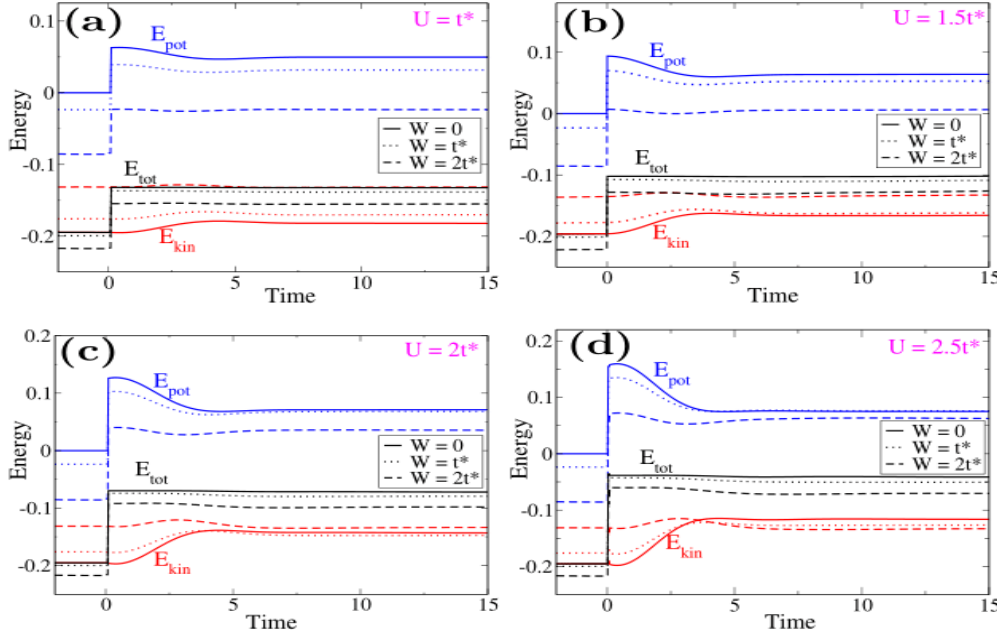 (a)
U = t*
0.1
0
-0.1
-0.2
Energy
E_pot
E_tot
E_kin
W = 0
W = t*
W = 2t*
0 5 10 15
Time
(b)
U = 1.5t*
0.1
0
-0.1
-0.2
Energy
E_pot
E_tot
E_kin
W = 0
W = t*
W = 2t*
0 5 10 15
Time
(c)
U = 2t*
0.2
0.1
0
-0.1
-0.2
Energy
E_pot
E_tot
E_kin
W = 0
W = t*
W = 2t*
0 5 10 15
Time
(d)
U = 2.5t*
0.2
0.1
0
-0.1
-0.2
Energy
E_pot
E_tot
E_kin
W = 0
W = t*
W = 2t*
0 5 10 15
Time